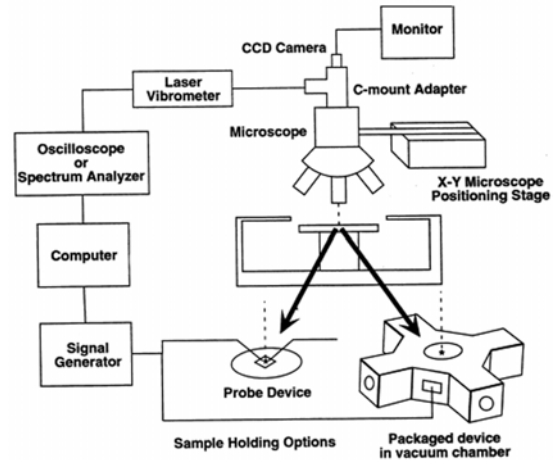 Monitor
CCD Camera
Laser
Vibrometer
C-mount Adapter
Microscope
Oscilloscope
or
Spectrum Analyzer
X-Y Microscope
Positioning Stage
Computer
Signal
Generator
Probe Device
Sample Holding Options
Packaged device
in vacuum chamber